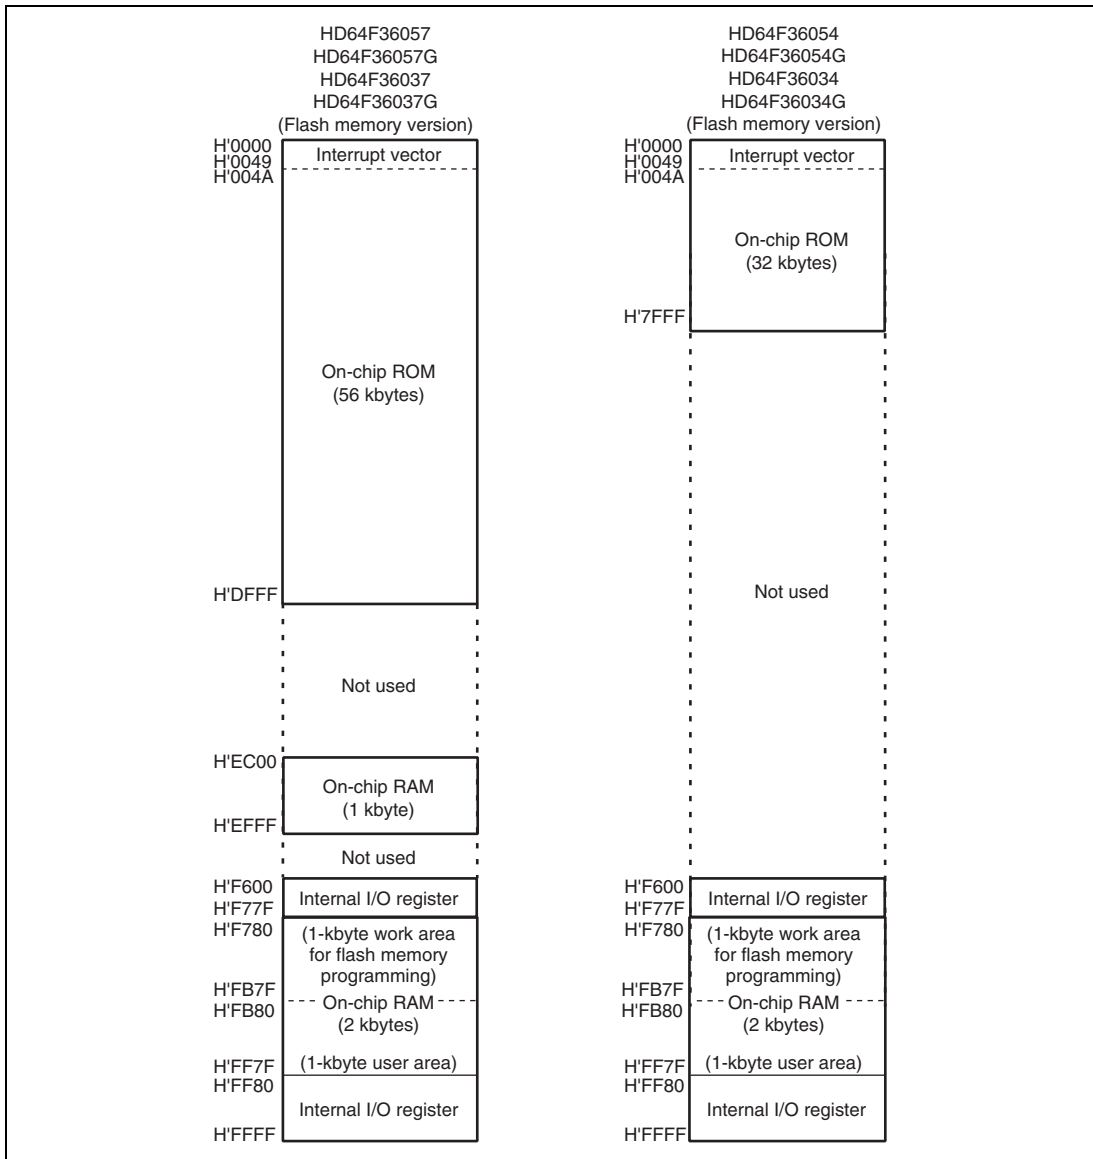 HD64F36057
HD64F36057G
HD64F36037
HD64F36037G
(Flash memory version)
H'0000
H'0049
H'004A
Interrupt vector
On-chip ROM
(56 kbytes)
H'DFFF
Not used
H'EC00
On-chip RAM
(1 kbyte)
H'EFFF
Not used
H'F600
Internal I/O register
H'F77F
H'F780
(1-kbyte work area
for flash memory
programming)
H'FB7F
On-chip RAM
H'FB80
(2 kbytes)
H'FF7F
(1-kbyte user area)
H'FF80
Internal I/O register
H'FFFF
HD64F36054
HD64F36054G
HD64F36034
HD64F36034G
(Flash memory version)
H'0000
H'0049
H'004A
Interrupt vector
On-chip ROM
(32 kbytes)
H'7FFF
Not used
H'F600
Internal I/O register
H'F77F
H'F780
(1-kbyte work area
for flash memory
programming)
H'FB7F
On-chip RAM
H'FB80
(2 kbytes)
H'FF7F
(1-kbyte user area)
H'FF80
Internal I/O register
H'FFFF